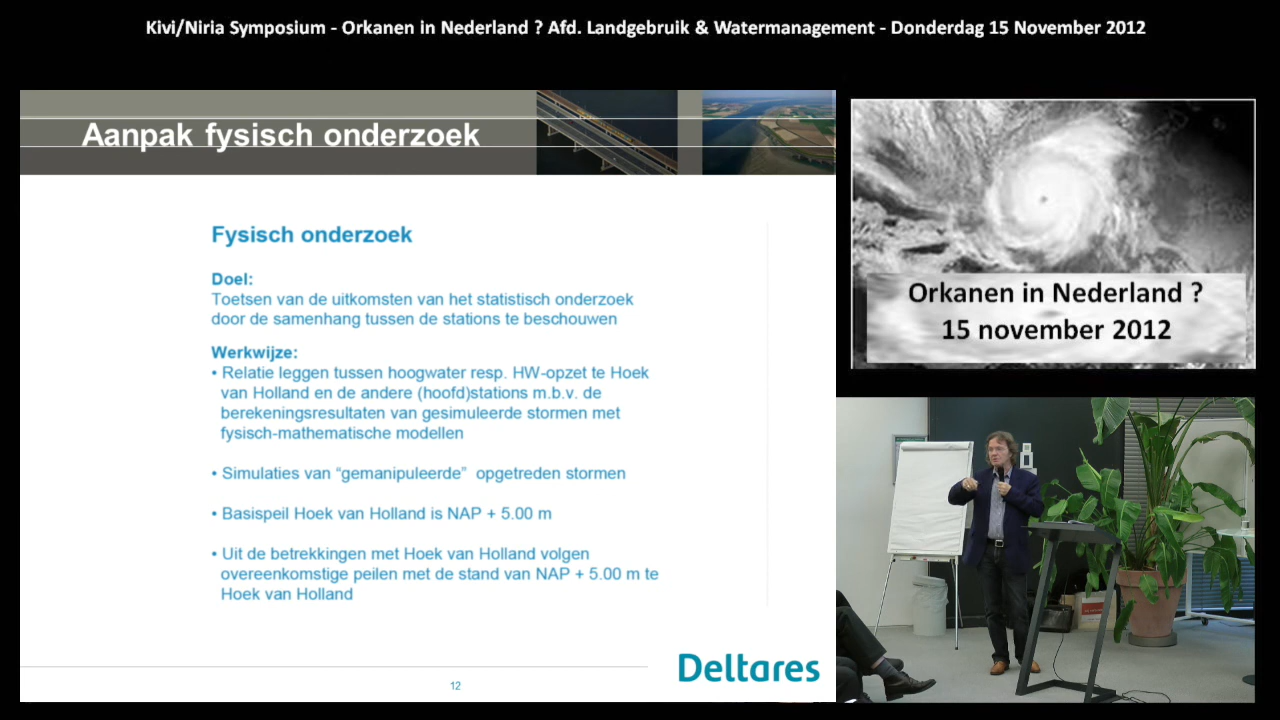 Kivi/Niria Symposium - Orkanen in Nederland ? Afd. Landgebruik & Watermanagement - Donderdag 15 November 2012
Aanpak fysisch onderzoek
Fysisch onderzoek
Doel:
Toetsen van de uitkomsten van het statistisch onderzoek
door de samenhang tussen de stations te beschouwen
Werkwijze:
• Relatie leggen tussen hoogwater resp. HW-opzet te Hoek
van Holland en de andere (hoofd)stations m.b.v. de
berekeningsresultaten van gesimuleerde stormen met
fysisch-mathematische modellen
• Simulaties van “gemanipuleerde” opgetreden stormen
• Basispeil Hoek van Holland is NAP + 5.00 m
• Uit de betrekkingen met Hoek van Holland volgen
overeenkomstige peilen met de stand van NAP + 5.00 m te
Hoek van Holland
Deltares
12
Orkanen in Nederland ?
15 november 2012